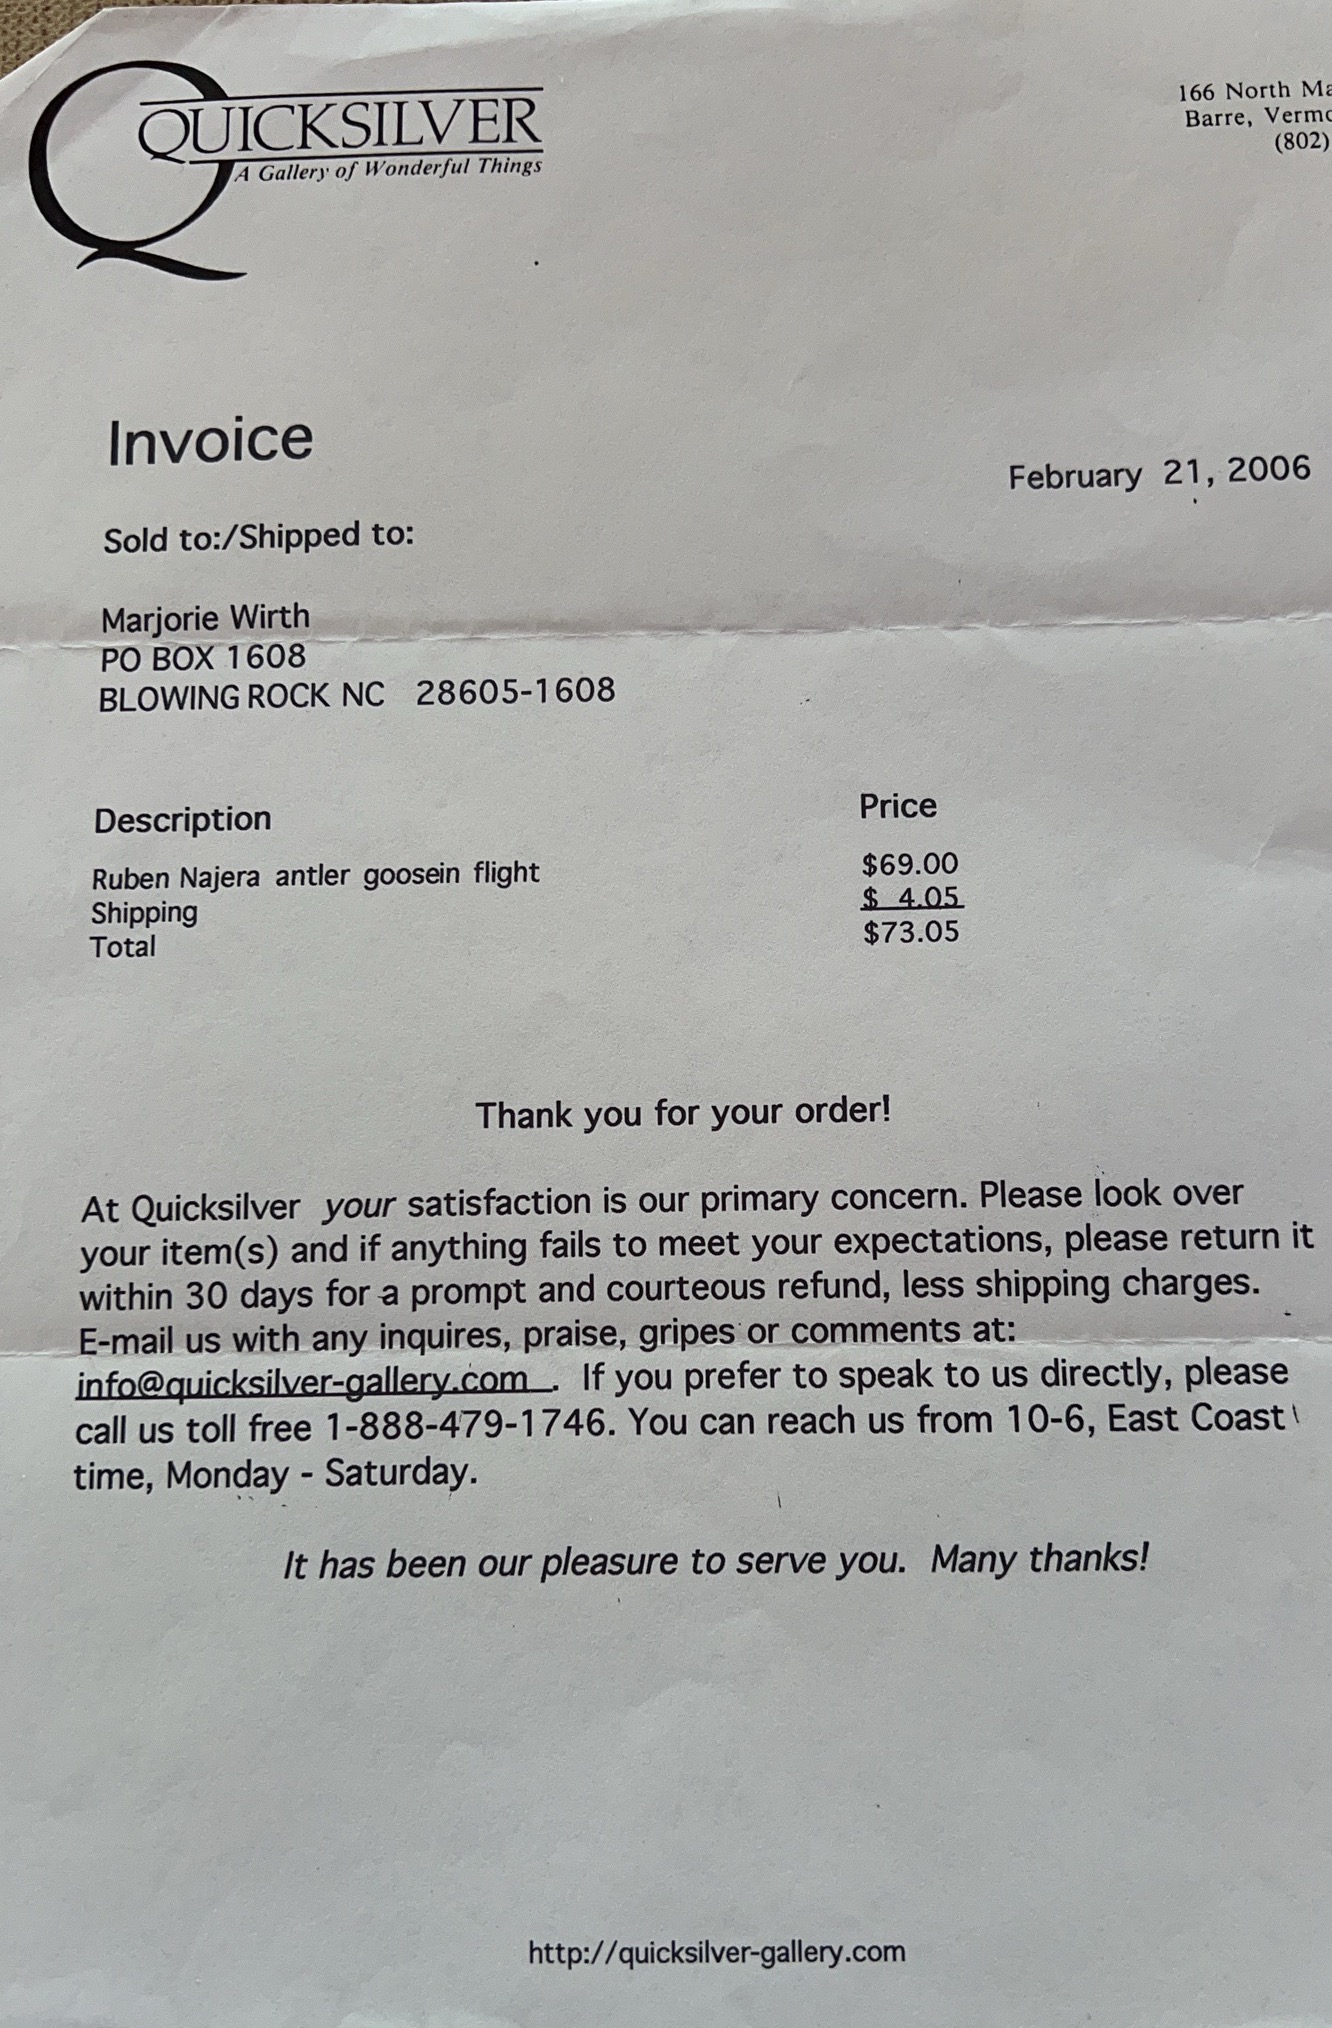 QUICKSILVER
A Gallery of Wonderful Things
166 North
Barre,
(802)
Invoice
February 21, 2006
Sold to:/Shipped to:
Marjorie Wirth
PO BOX 1608
BLOWING ROCK NC 28605-1608
Description Price
Ruben Najera antler goosein flight $69.00
Shipping $ 4.05
Total $73.05
Thank you for your order!
At Quicksilver your satisfaction is our primary concern. Please look over
your item(s) and if anything fails to meet your expectations, please return it
within 30 days for a prompt and courteous refund, less shipping charges.
E-mail us with any inquires, praise, gripes or comments at:
info@quicksilver-gallery.com . If you prefer to speak to us directly, please
call us toll free 1-888-479-1746. You can reach us from 10-6, East Coast
time, Monday - Saturday.
It has been our pleasure to serve you. Many thanks!
http://quicksilver-gallery.com